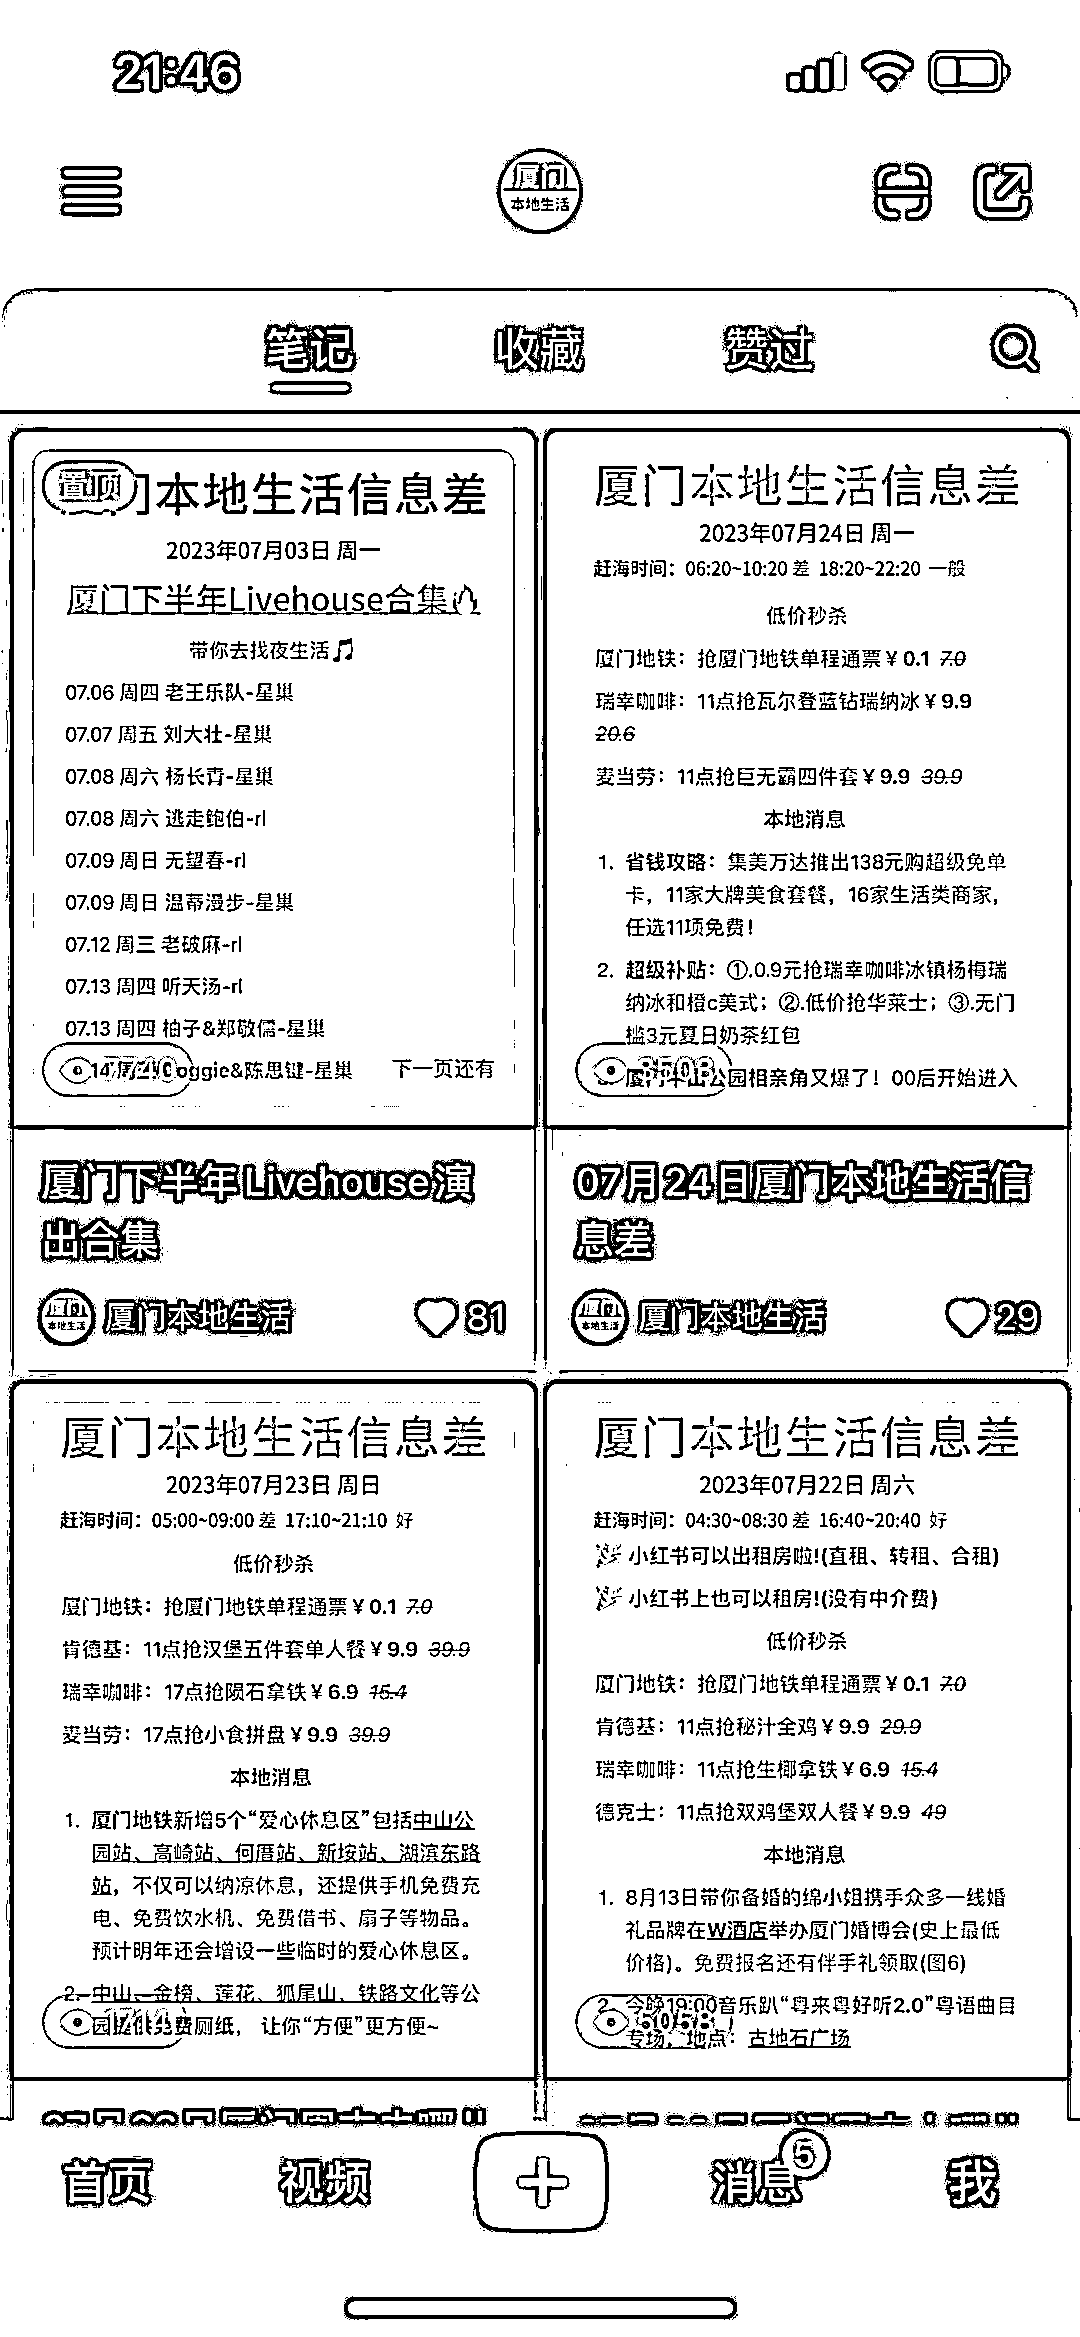 21:46
厦门
本地生活
笔记 收藏 赞过
置顶
门本地生活信息差
2023年07月03日 周一
厦门下半年Livehouse合集
带你去找夜生活🎵
07.06 周四 老王乐队-星巢
07.07 周五 刘大壮-星巢
07.08 周六 杨长青-星巢
07.08 周六 逃走鲍伯-rl
07.09 周日 无望春-rl
07.09 周日 温蒂漫步-星巢
07.12 周三 老破麻-rl
07.13 周四 听天汤-rl
07.13 周四 柚子&郑敬儒-星巢
oggie&陈思键-星巢 下一页还有
厦门下半年Livehouse演
出合集
厦门本地生活 81
厦门本地生活信息差
2023年07月24日 周一
赶海时间：06:20~10:20 差 18:20~22:20 一般
低价秒杀
厦门地铁：抢厦门地铁单程通票¥0.1 7.0
瑞幸咖啡：11点抢瓦尔登蓝钻瑞纳冰¥9.9
20.6
麦当劳：11点抢巨无霸四件套¥9.9 39.9
本地消息
1. 省钱攻略：集美万达推出138元购超级免单
卡，11家大牌美食套餐，16家生活类商家，
任选11项免费！
2. 超级补贴：①.0.9元抢瑞幸咖啡冰镇杨梅瑞
纳冰和橙c美式；②.低价抢华莱士；③.无门
槛3元夏日奶茶红包
公园相亲角又爆了！00后开始进入
07月24日厦门本地生活信
息差
厦门本地生活 29
厦门本地生活信息差
2023年07月23日 周日
赶海时间：05:00~09:00 差 17:10~21:10 好
低价秒杀
厦门地铁：抢厦门地铁单程通票¥0.1 7.0
肯德基：11点抢汉堡五件套单人餐¥9.9 39.9
瑞幸咖啡：17点抢陨石拿铁¥6.9 15.4
麦当劳：17点抢小食拼盘¥9.9 39.9
本地消息
1. 厦门地铁新增5个“爱心休息区”包括中山公
园站、高崎站、何厝站、新垵站、湖滨东路
站，不仅可以纳凉休息，还提供手机免费充
电、免费饮水机、免费借书、扇子等物品。
预计明年还会增设一些临时的爱心休息区。
2. 中山、金榜、莲花、狐尾山、铁路文化等公
园提供免费厕纸， 让你“方便”更方便~
厦门本地生活信息差
2023年07月22日 周六
赶海时间：04:30~08:30 差 16:40~20:40 好
🎉 小红书可以出租房啦!(直租、转租、合租)
🎉 小红书上也可以租房!(没有中介费)
低价秒杀
厦门地铁：抢厦门地铁单程通票¥0.1 7.0
肯德基：11点抢秘汁全鸡¥9.9 29.9
瑞幸咖啡：11点抢生椰拿铁¥6.9 15.4
德克士：11点抢双鸡堡双人餐¥9.9 49
本地消息
1. 8月13日带你备婚的绵小姐携手众多一线婚
礼品牌在W酒店举办厦门婚博会(史上最低
价格)。免费报名还有伴手礼领取(图6)
2. 今晚19:00音乐趴“粤来粤好听2.0”粤语曲目
专场，地点：古地石广场
首页 视频 消息 5 我